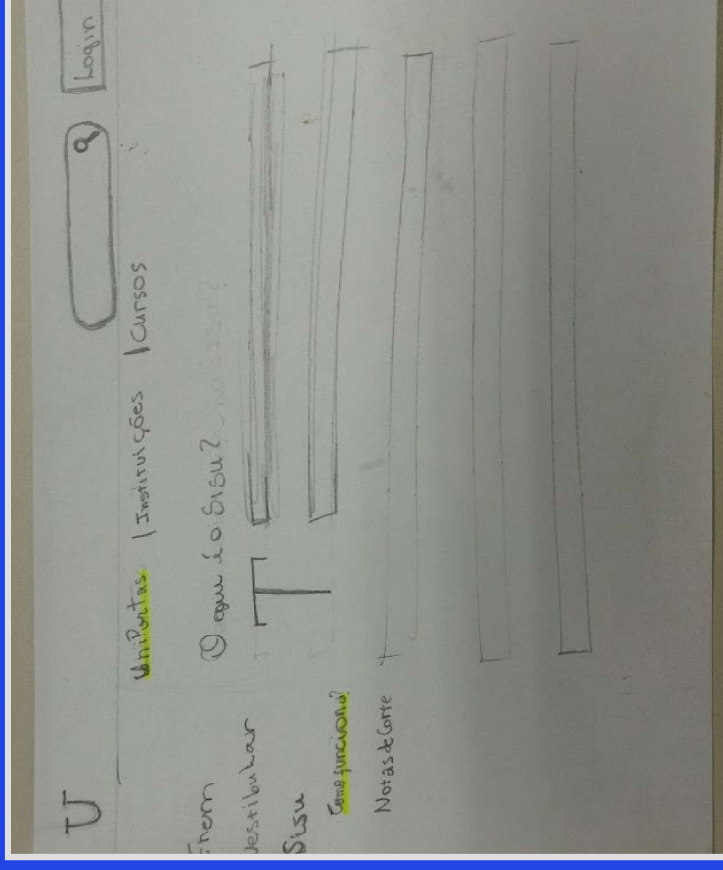 U
Login
UniPortas | Instituições | Cursos
Enem
Vestibular
Sisu
Como funciona?
Notas de Corte
O que é o Sisu?
T